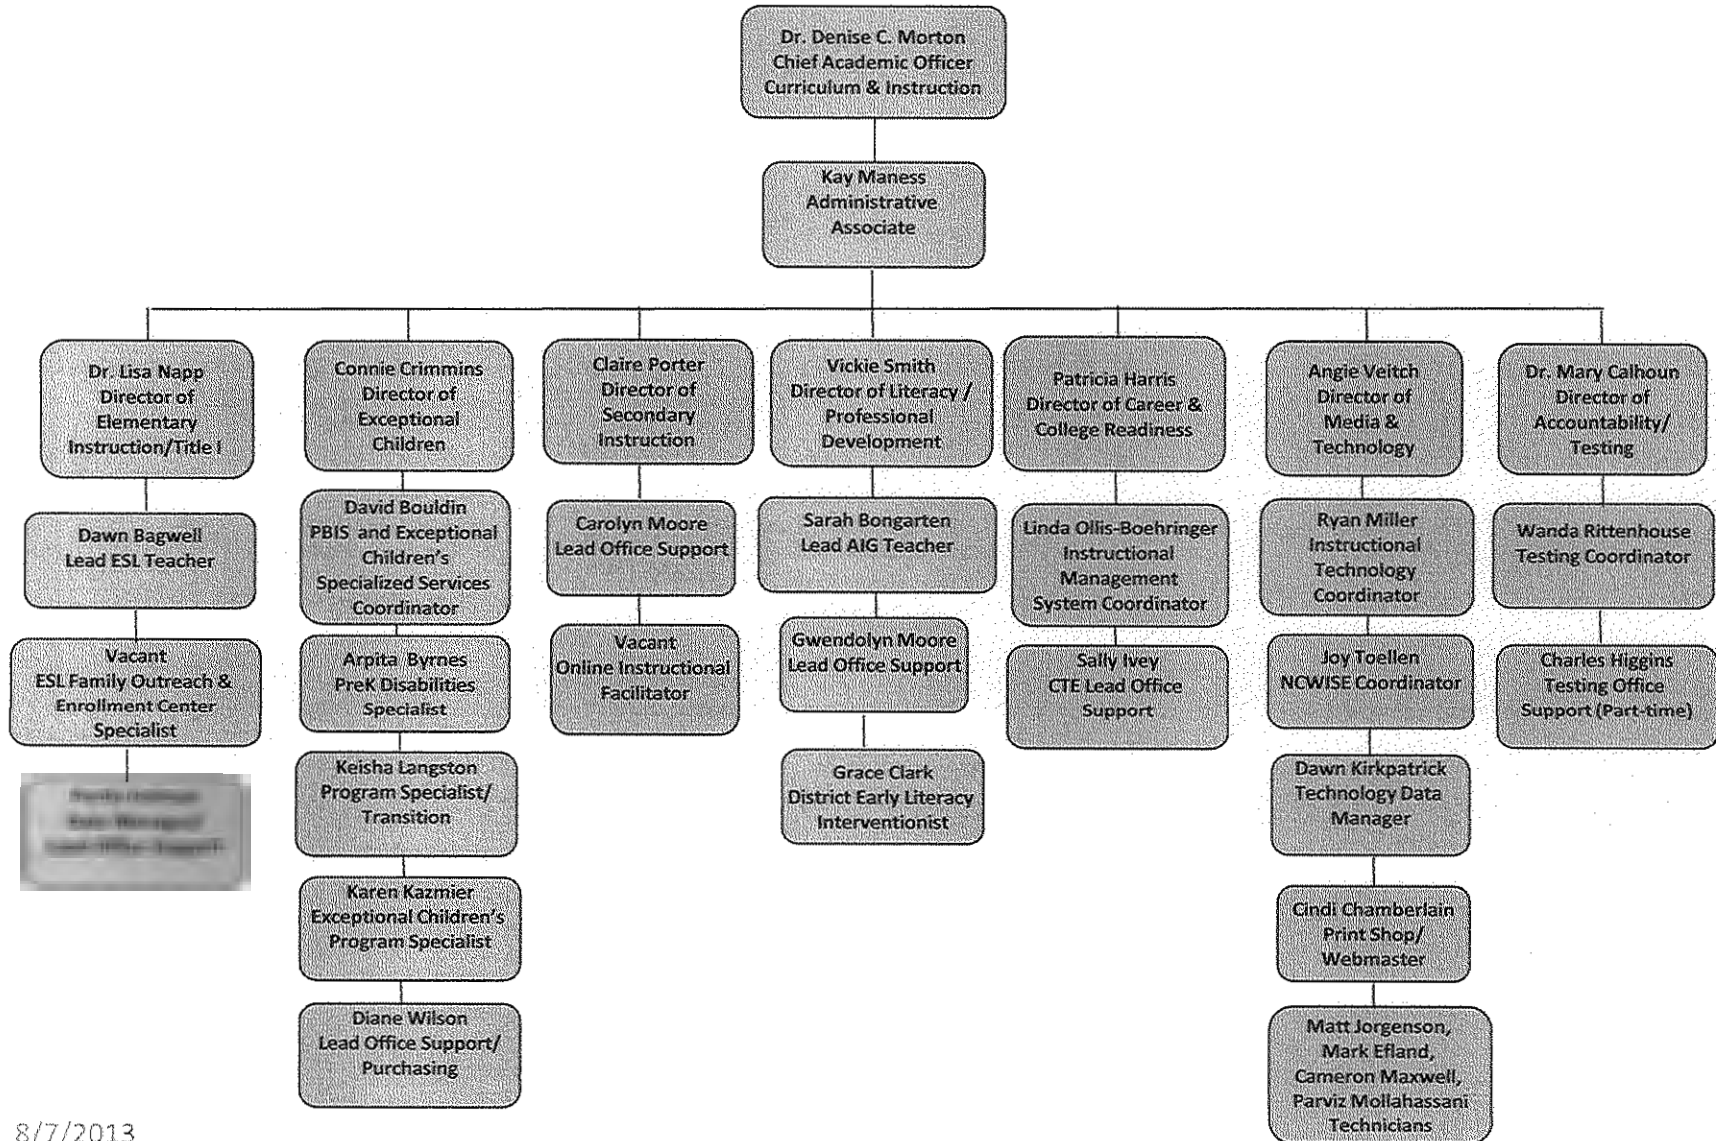 Dr. Denise C. Morton
Chief Academic Officer
Curriculum & Instruction
Kay Maness
Administrative
Associate
Dr. Lisa Napp
Director of
Elementary
Instruction/Title I
Dawn Bagwell
Lead ESL Teacher
Vacant
ESL Family Outreach &
Enrollment Center
Specialist
Connie Crimmins
Director of
Exceptional
Children
David Bouldin
PBIS and Exceptional
Children's
Specialized Services
Coordinator
Arpita Byrnes
PreK Disabilities
Specialist
Keisha Langston
Program Specialist/
Transition
Karen Kazmier
Exceptional Children's
Program Specialist
Diane Wilson
Lead Office Support/
Purchasing
Claire Porter
Director of
Secondary
Instruction
Carolyn Moore
Lead Office Support
Vacant
Online Instructional
Facilitator
Vickie Smith
Director of Literacy /
Professional
Development
Sarah Bongarten
Lead AIG Teacher
Gwendolyn Moore
Lead Office Support
Grace Clark
District Early Literacy
Interventionist
Patricia Harris
Director of Career &
College Readiness
Linda Ollis-Boehringer
Instructional
Management
System Coordinator
Sally Ivey
CTE Lead Office
Support
Angie Veitch
Director of
Media &
Technology
Ryan Miller
Instructional
Technology
Coordinator
Joy Toellen
NCWISE Coordinator
Dawn Kirkpatrick
Technology Data
Manager
Cindi Chamberlain
Print Shop/
Webmaster
Matt Jorgenson,
Mark Efland,
Cameron Maxwell,
Parviz Mollahassani
Technicians
Dr. Mary Calhoun
Director of
Accountability/
Testing
Wanda Rittenhouse
Testing Coordinator
Charles Higgins
Testing Office
Support (Part-time)
8/7/2013